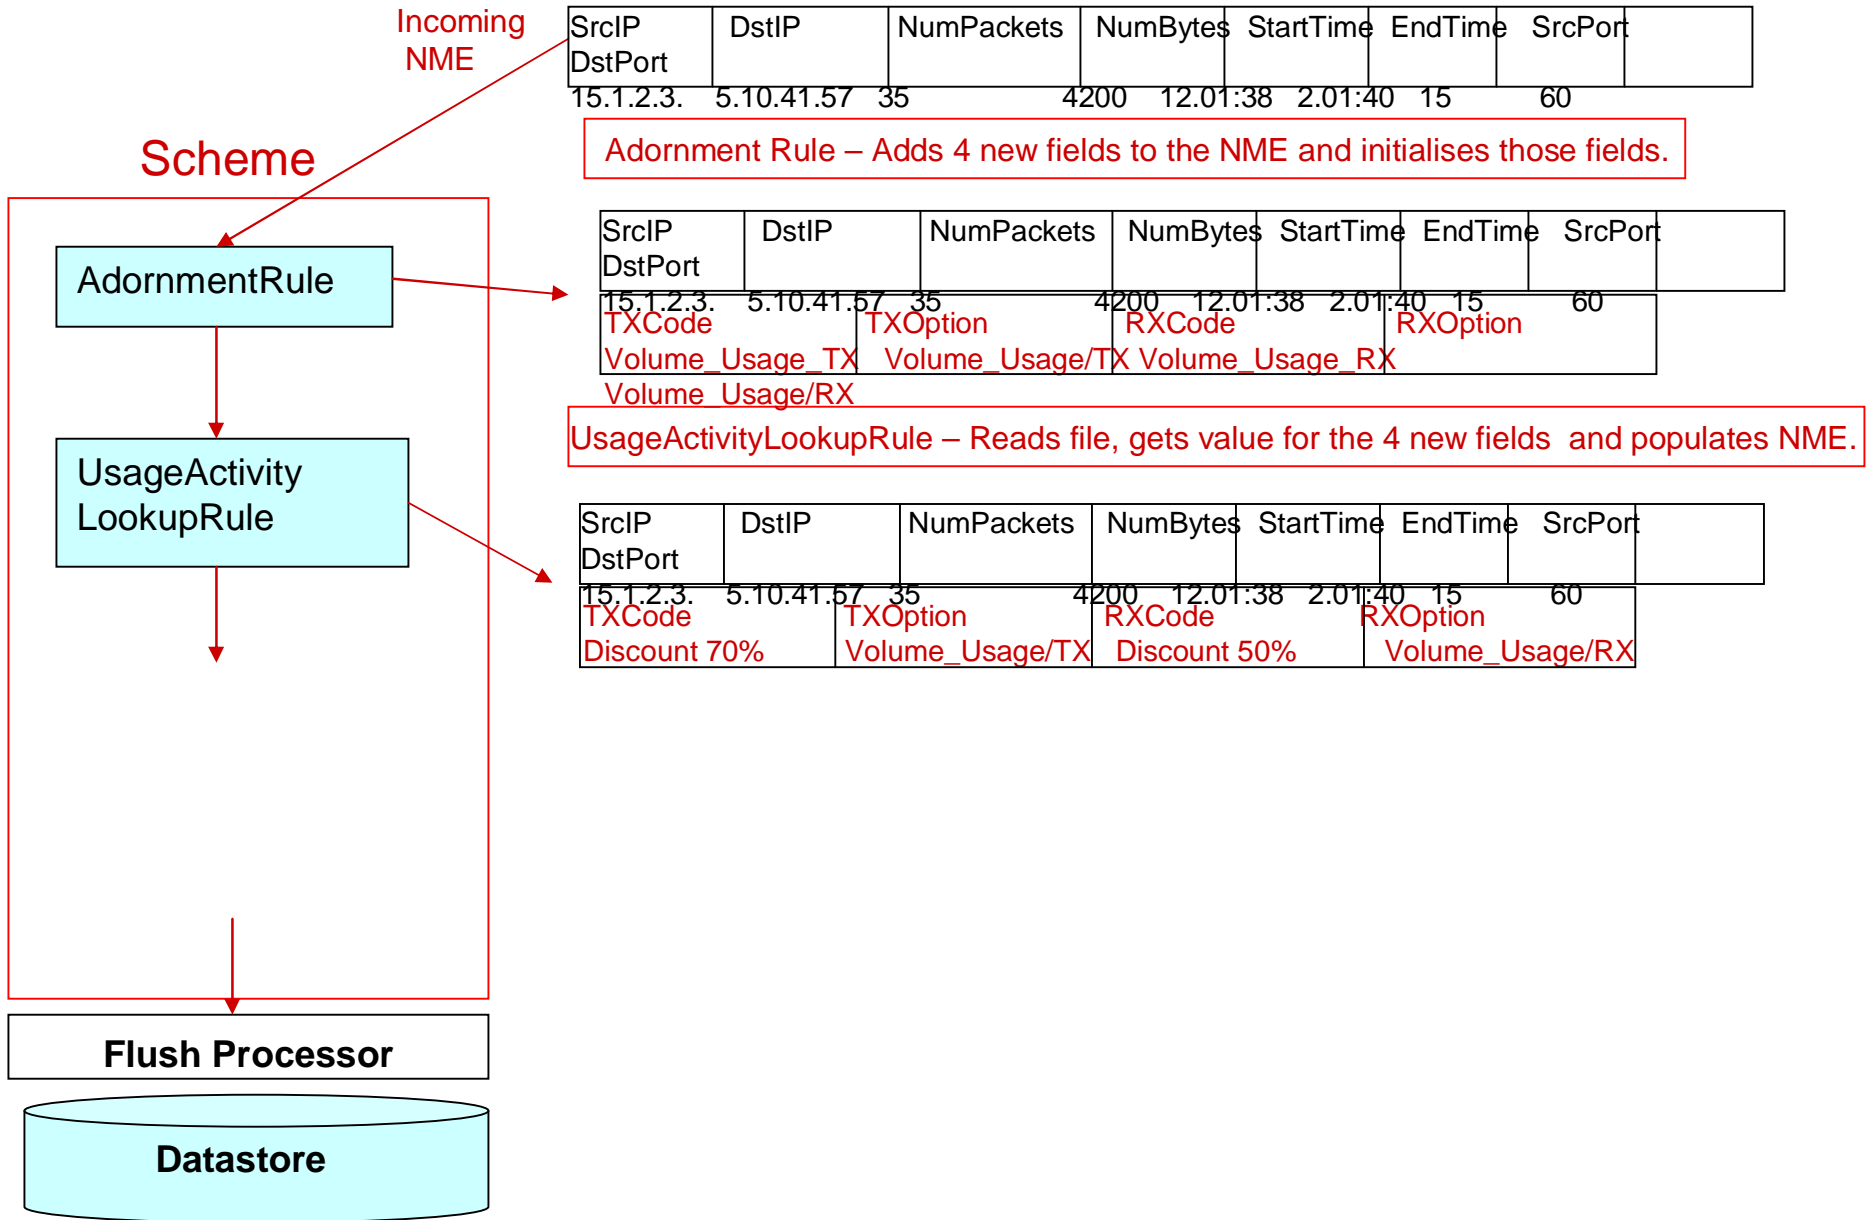 Incoming
NME
SrcIP DstIP NumPackets NumBytes StartTime EndTime SrcPort
DstPort
15.1.2.3. 5.10.41.57 35 4200 12.01:38 2.01:40 15 60
Adornment Rule – Adds 4 new fields to the NME and initialises those fields.
Scheme
SrcIP DstIP NumPackets NumBytes StartTime EndTime SrcPort
DstPort
15.1.2.3. 5.10.41.57 35 4200 12.01:38 2.01:40 15 60
AdornmentRule
TXCode TXOption RXCode RXOption
Volume_Usage_TX Volume_Usage/TX Volume_Usage_RX
Volume_Usage/RX
UsageActivityLookupRule – Reads file, gets value for the 4 new fields and populates NME.
UsageActivity
LookupRule
SrcIP DstIP NumPackets NumBytes StartTime EndTime SrcPort
DstPort
15.1.2.3. 5.10.41.57 35 4200 12.01:38 2.01:40 15 60
TXCode TXOption RXCode RXOption
Discount 70% Volume_Usage/TX Discount 50% Volume_Usage/RX
Flush Processor
Datastore